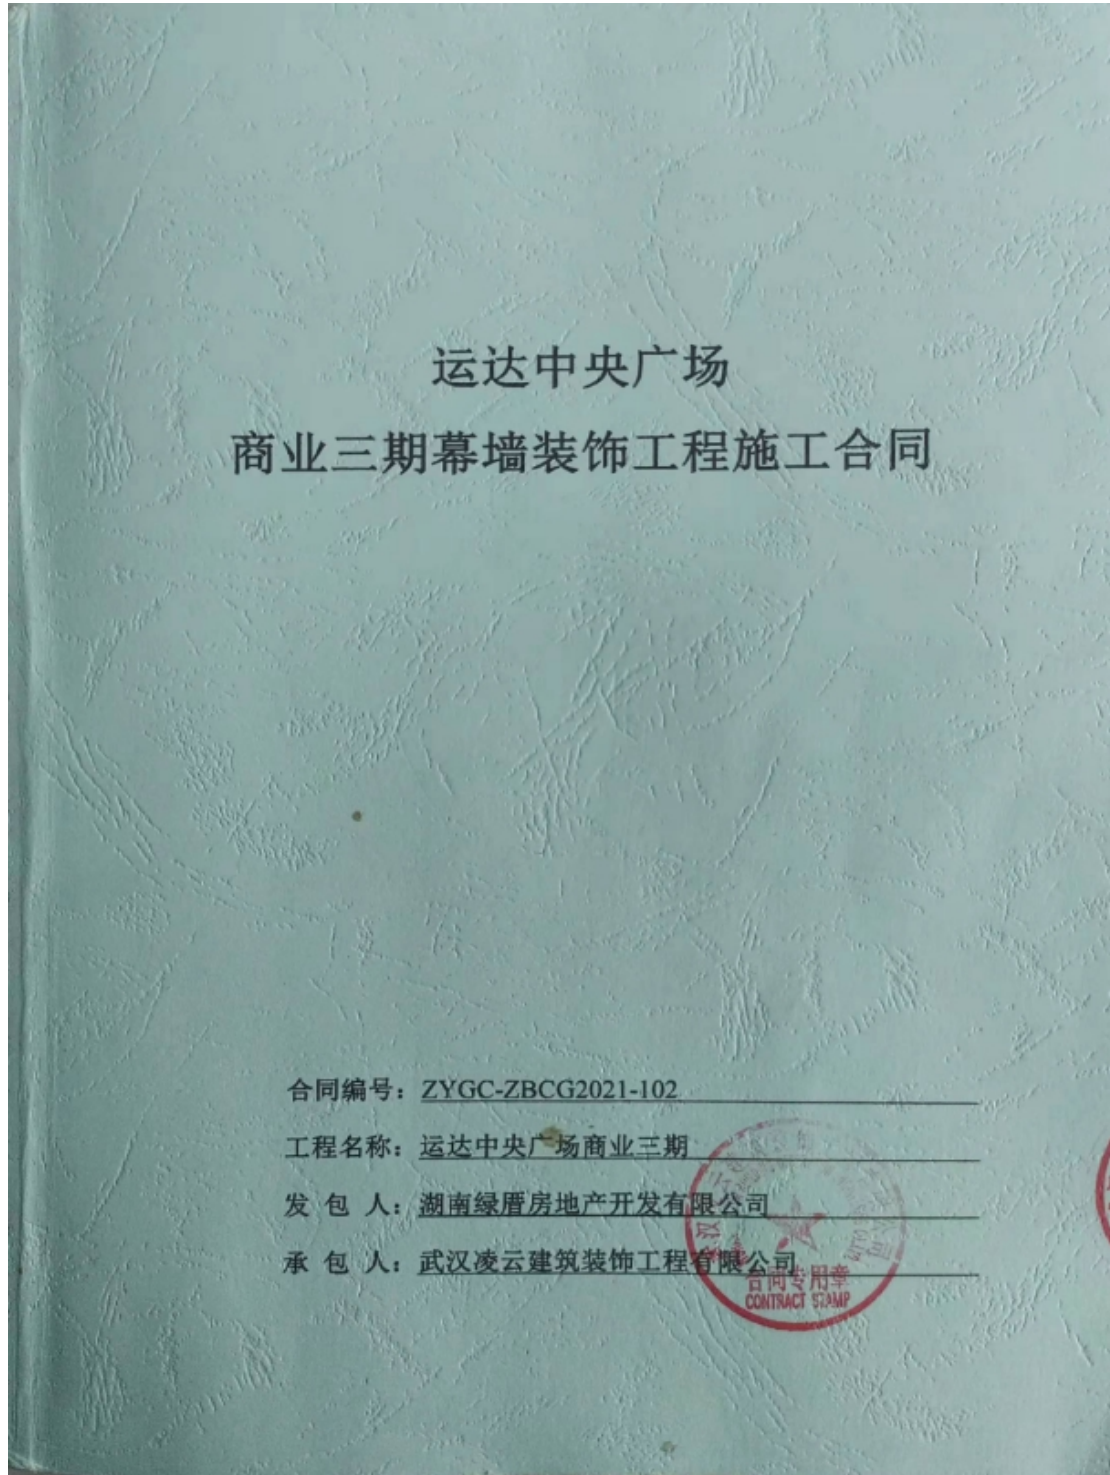 运达中央广场
商业三期幕墙装饰工程施工合同
合同编号：ZYGC-ZBCG2021-102
工程名称：运达中央广场商业三期
发 包 人：湖南绿厝房地产开发有限公司
承 包 人：武汉凌云建筑装饰工程有限公司
合同专用章
CONTRACT STAMP